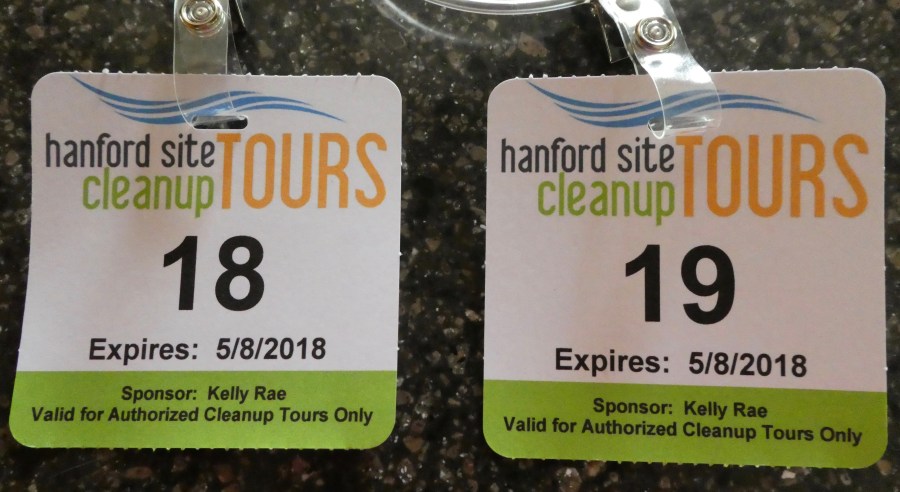 hanford site
cleanup TOURS
18
Expires: 5/8/2018
Sponsor: Kelly Rae
Valid for Authorized Cleanup Tours Only
hanford site
cleanup TOURS
19
Expires: 5/8/2018
Sponsor: Kelly Rae
Valid for Authorized Cleanup Tours Only